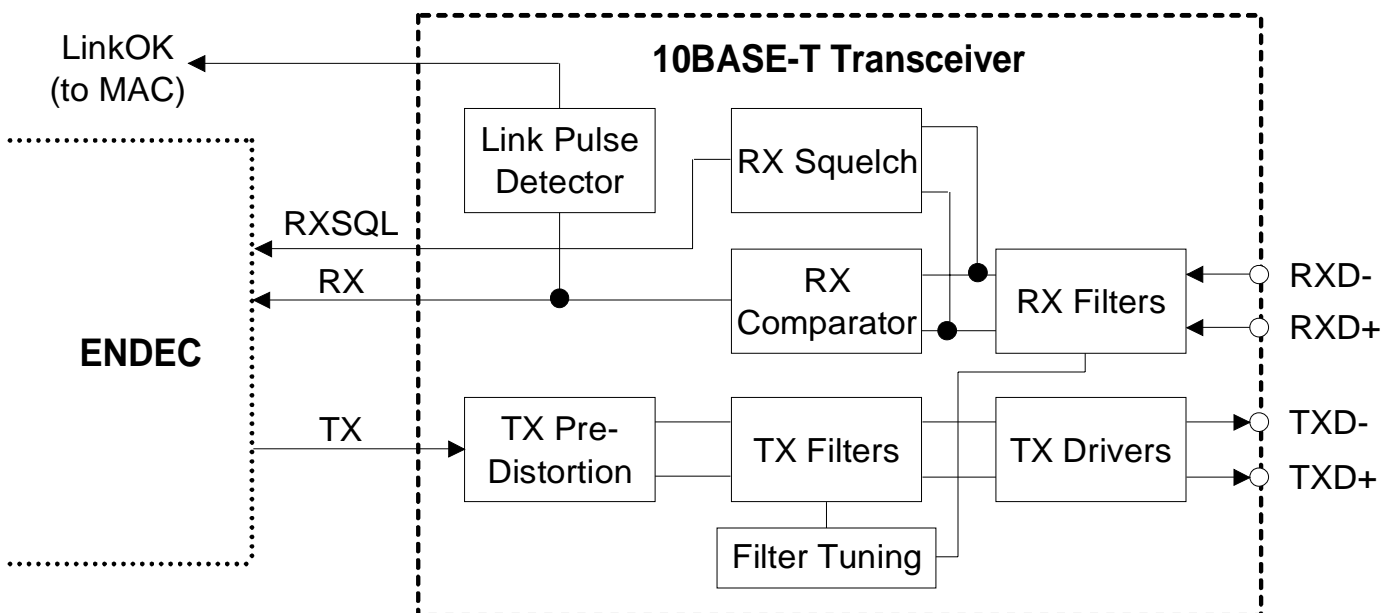 LinkOK
(to MAC)
10BASE-T Transceiver
Link Pulse
Detector
RX Squelch
RXSQL
RX
RX
Comparator
RX Filters
RXD-
RXD+
ENDEC
TX
TX Pre-
Distortion
TX Filters
TX Drivers
TXD-
TXD+
Filter Tuning